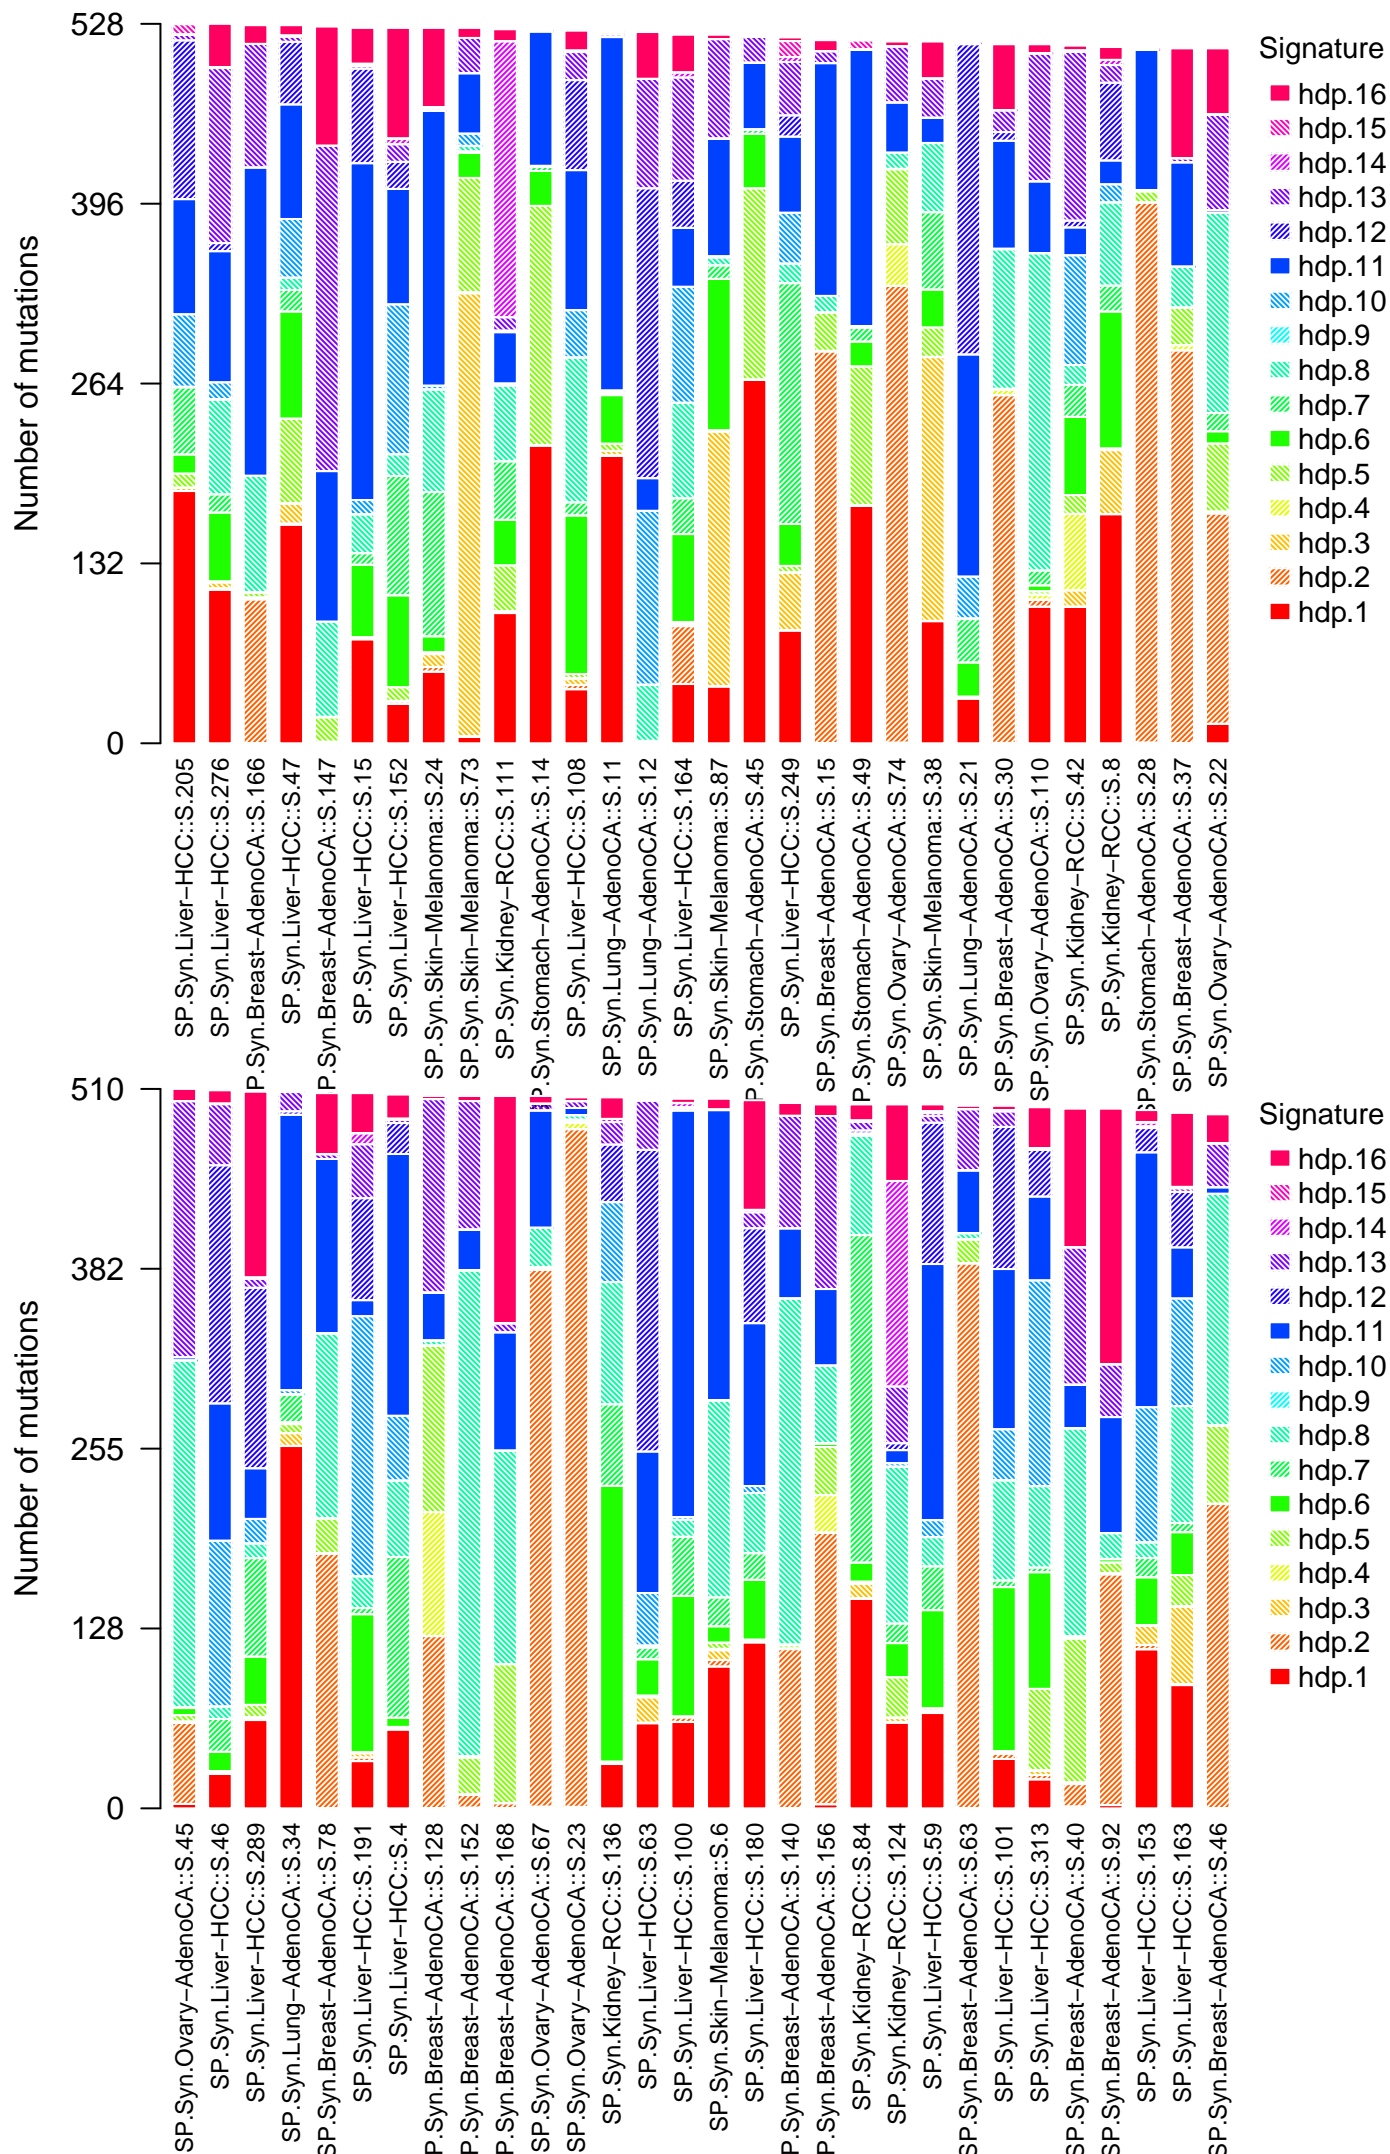 Number of mutations
528
396
264
132
0
Signature
hdp.16
hdp.15
hdp.14
hdp.13
hdp.12
hdp.11
hdp.10
hdp.9
hdp.8
hdp.7
hdp.6
hdp.5
hdp.4
hdp.3
hdp.2
hdp.1
SP.Syn.Liver−HCC::S.205
SP.Syn.Liver−HCC::S.276
P.Syn.Breast−AdenoCA::S.166
SP.Syn.Liver−HCC::S.47
P.Syn.Breast−AdenoCA::S.147
SP.Syn.Liver−HCC::S.15
SP.Syn.Liver−HCC::S.152
SP.Syn.Skin−Melanoma::S.24
SP.Syn.Skin−Melanoma::S.73
SP.Syn.Kidney−RCC::S.111
P.Syn.Stomach−AdenoCA::S.14
SP.Syn.Liver−HCC::S.108
SP.Syn.Lung−AdenoCA::S.11
SP.Syn.Lung−AdenoCA::S.12
SP.Syn.Liver−HCC::S.164
SP.Syn.Skin−Melanoma::S.87
P.Syn.Stomach−AdenoCA::S.45
SP.Syn.Liver−HCC::S.249
SP.Syn.Breast−AdenoCA::S.15
P.Syn.Stomach−AdenoCA::S.49
SP.Syn.Ovary−AdenoCA::S.74
SP.Syn.Skin−Melanoma::S.38
SP.Syn.Lung−AdenoCA::S.21
SP.Syn.Breast−AdenoCA::S.30
SP.Syn.Ovary−AdenoCA::S.110
SP.Syn.Kidney−RCC::S.42
SP.Syn.Kidney−RCC::S.8
SP.Syn.Stomach−AdenoCA::S.28
SP.Syn.Breast−AdenoCA::S.37
SP.Syn.Ovary−AdenoCA::S.22
Number of mutations
510
382
255
128
0
Signature
hdp.16
hdp.15
hdp.14
hdp.13
hdp.12
hdp.11
hdp.10
hdp.9
hdp.8
hdp.7
hdp.6
hdp.5
hdp.4
hdp.3
hdp.2
hdp.1
SP.Syn.Ovary−AdenoCA::S.45
SP.Syn.Liver−HCC::S.46
SP.Syn.Liver−HCC::S.289
SP.Syn.Lung−AdenoCA::S.34
SP.Syn.Breast−AdenoCA::S.78
SP.Syn.Liver−HCC::S.191
SP.Syn.Liver−HCC::S.4
P.Syn.Breast−AdenoCA::S.128
P.Syn.Breast−AdenoCA::S.152
P.Syn.Breast−AdenoCA::S.168
SP.Syn.Ovary−AdenoCA::S.67
SP.Syn.Ovary−AdenoCA::S.23
SP.Syn.Kidney−RCC::S.136
SP.Syn.Liver−HCC::S.63
SP.Syn.Liver−HCC::S.100
SP.Syn.Skin−Melanoma::S.6
SP.Syn.Liver−HCC::S.180
P.Syn.Breast−AdenoCA::S.140
P.Syn.Breast−AdenoCA::S.156
SP.Syn.Kidney−RCC::S.84
SP.Syn.Kidney−RCC::S.124
SP.Syn.Liver−HCC::S.59
SP.Syn.Breast−AdenoCA::S.63
SP.Syn.Liver−HCC::S.101
SP.Syn.Liver−HCC::S.313
SP.Syn.Breast−AdenoCA::S.40
SP.Syn.Breast−AdenoCA::S.92
SP.Syn.Liver−HCC::S.153
SP.Syn.Liver−HCC::S.163
SP.Syn.Breast−AdenoCA::S.46